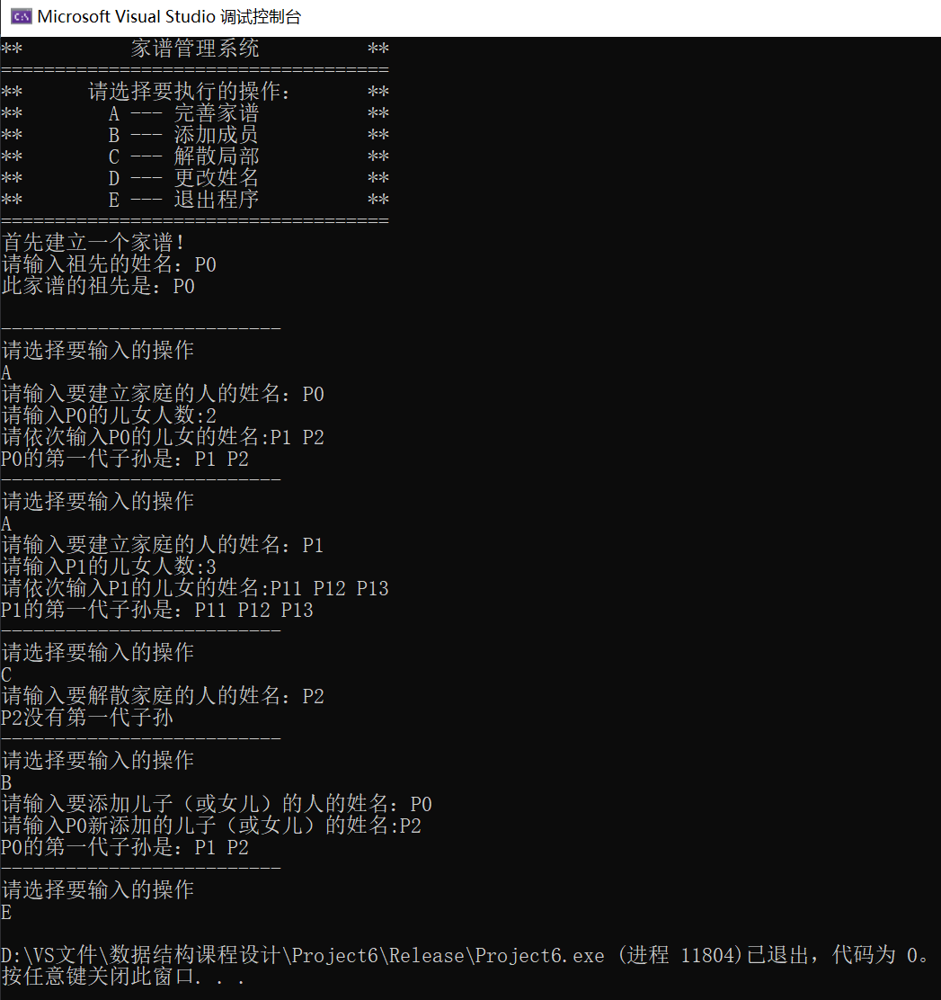 Microsoft Visual Studio 调试控制台
** 家谱管理系统 **
====================================
** 请选择要执行的操作： **
** A --- 完善家谱 **
** B --- 添加成员 **
** C --- 解散局部 **
** D --- 更改姓名 **
** E --- 退出程序 **
====================================
首先建立一个家谱！
请输入祖先的姓名：P0
此家谱的祖先是：P0
--------------------------
请选择要输入的操作
A
请输入要建立家庭的人的姓名：P0
请输入P0的儿女人数:2
请依次输入P0的儿女的姓名:P1 P2
P0的第一代子孙是：P1 P2
--------------------------
请选择要输入的操作
A
请输入要建立家庭的人的姓名：P1
请输入P1的儿女人数:3
请依次输入P1的儿女的姓名:P11 P12 P13
P1的第一代子孙是：P11 P12 P13
--------------------------
请选择要输入的操作
C
请输入要解散家庭的人的姓名：P2
P2没有第一代子孙
--------------------------
请选择要输入的操作
B
请输入要添加儿子（或女儿）的人的姓名：P0
请输入P0新添加的儿子（或女儿）的姓名:P2
P0的第一代子孙是：P1 P2
--------------------------
请选择要输入的操作
E
D:\VS文件\数据结构课程设计\Project6\Release\Project6.exe (进程 11804)已退出，代码为 0。
按任意键关闭此窗口. . .